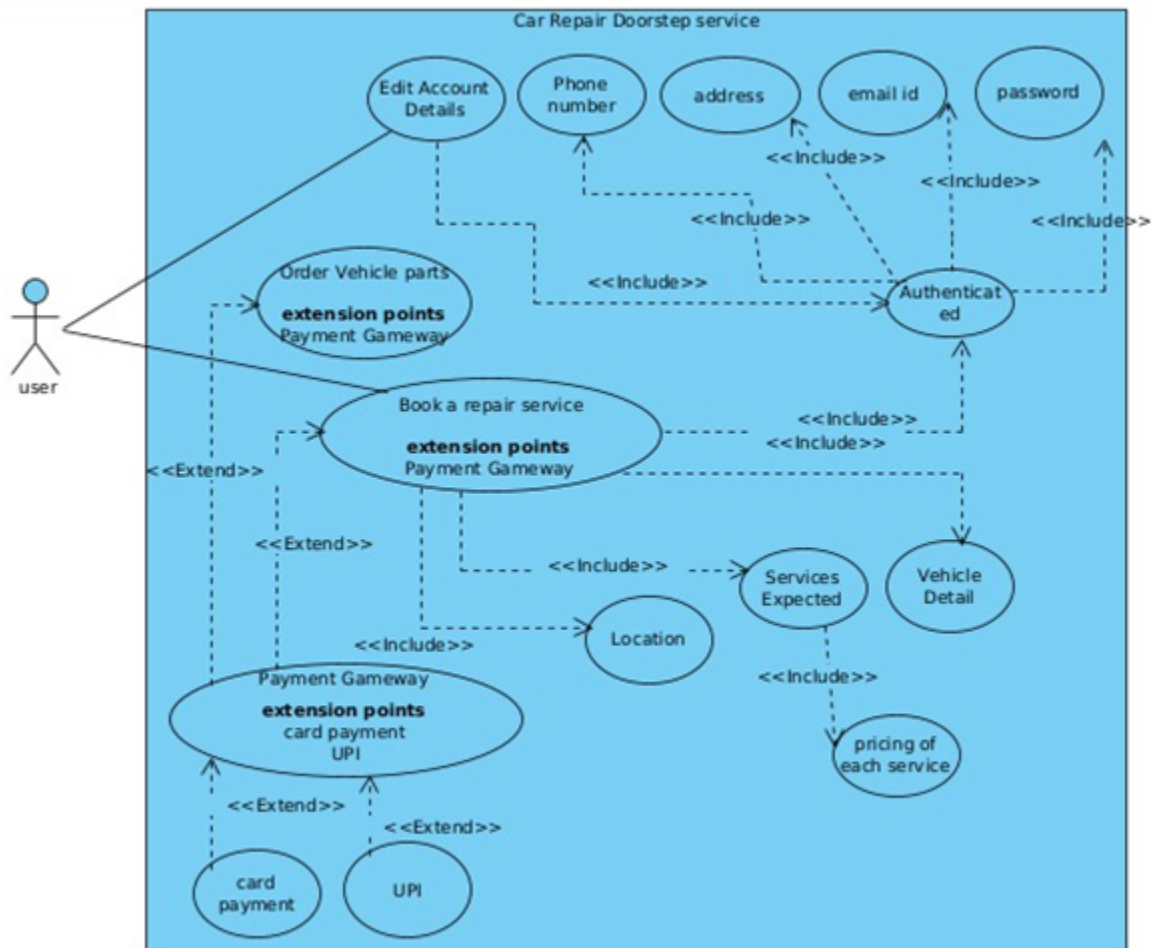 Car Repair Doorstep service
Edit Account
Details
Phone
number
address
email id
password
<<Include>>
<<Include>>
<<Include>>
<<Include>>
Order Vehicle parts
extension points
Payment Gameway
<<Include>>
Authenticat
ed
user
Book a repair service
extension points
Payment Gameway
<<Include>>
<<Include>>
<<Extend>>
<<Extend>>
<<Include>>
Services
Expected
Vehicle
Detail
<<Include>>
Location
Payment Gameway
extension points
card payment
UPI
<<Include>>
pricing of
each service
<<Extend>>
<<Extend>>
card
payment
UPI